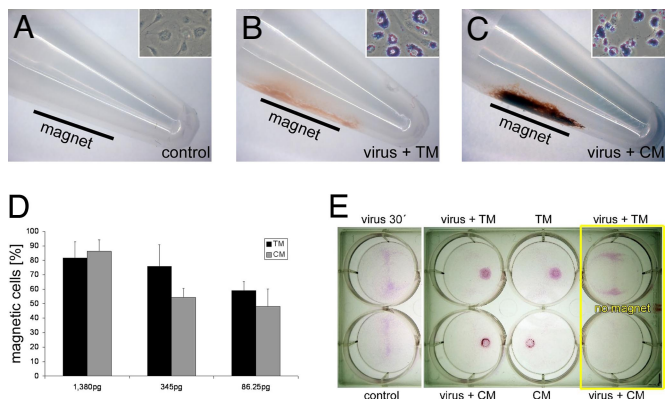 A
magnet
control
B
magnet
virus + TM
C
magnet
virus + CM
D
magnetic cells [%]
100
90
80
70
60
50
40
30
20
10
0
TM
CM
1,380pg
345pg
86.25pg
E
virus 30´
virus + TM
TM
virus + TM
no magnet
control
virus + CM
CM
virus + CM